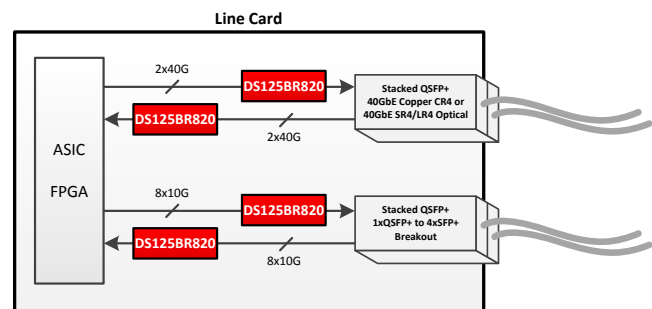 Line Card
2x40G
DS125BR820
Stacked QSFP+
40GbE Copper CR4 or
40GbE SR4/LR4 Optical
DS125BR820
2x40G
ASIC
FPGA
8x10G
DS125BR820
Stacked QSFP+
1xQSFP+ to 4xSFP+
Breakout
DS125BR820
8x10G